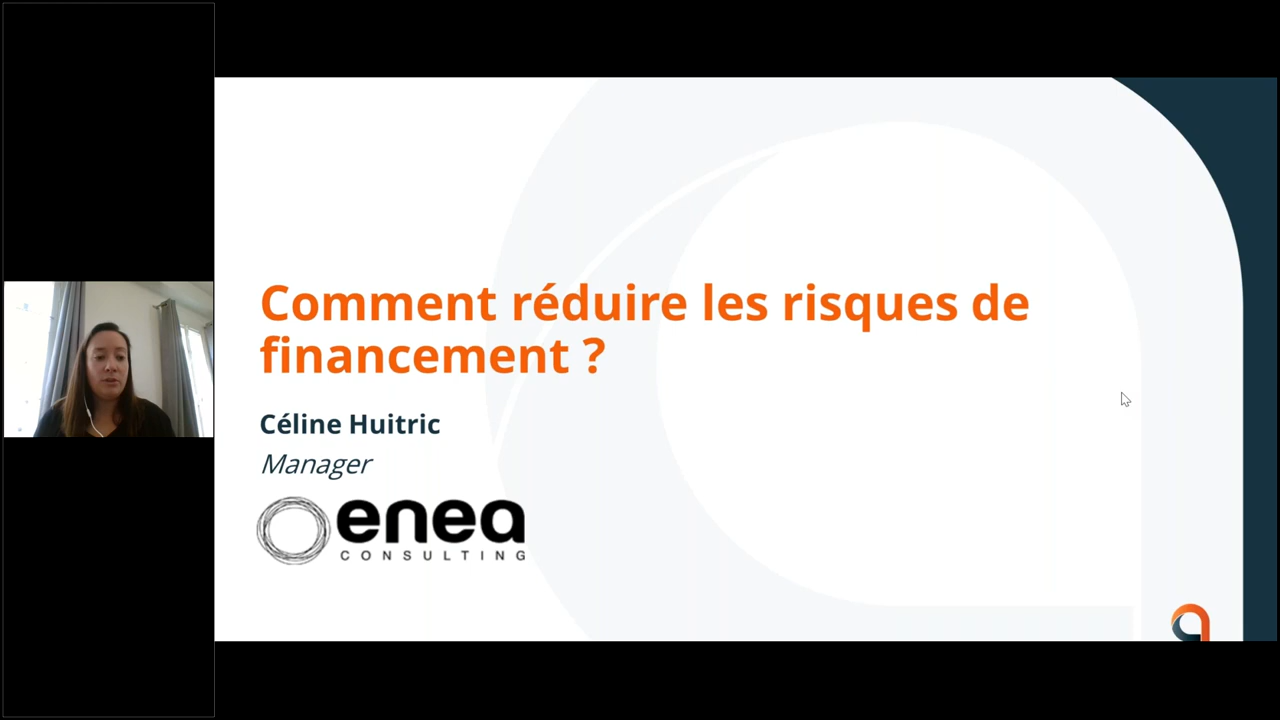 Comment réduire les risques de
financement ?
Céline Huitric
Manager
enea
CONSULTING